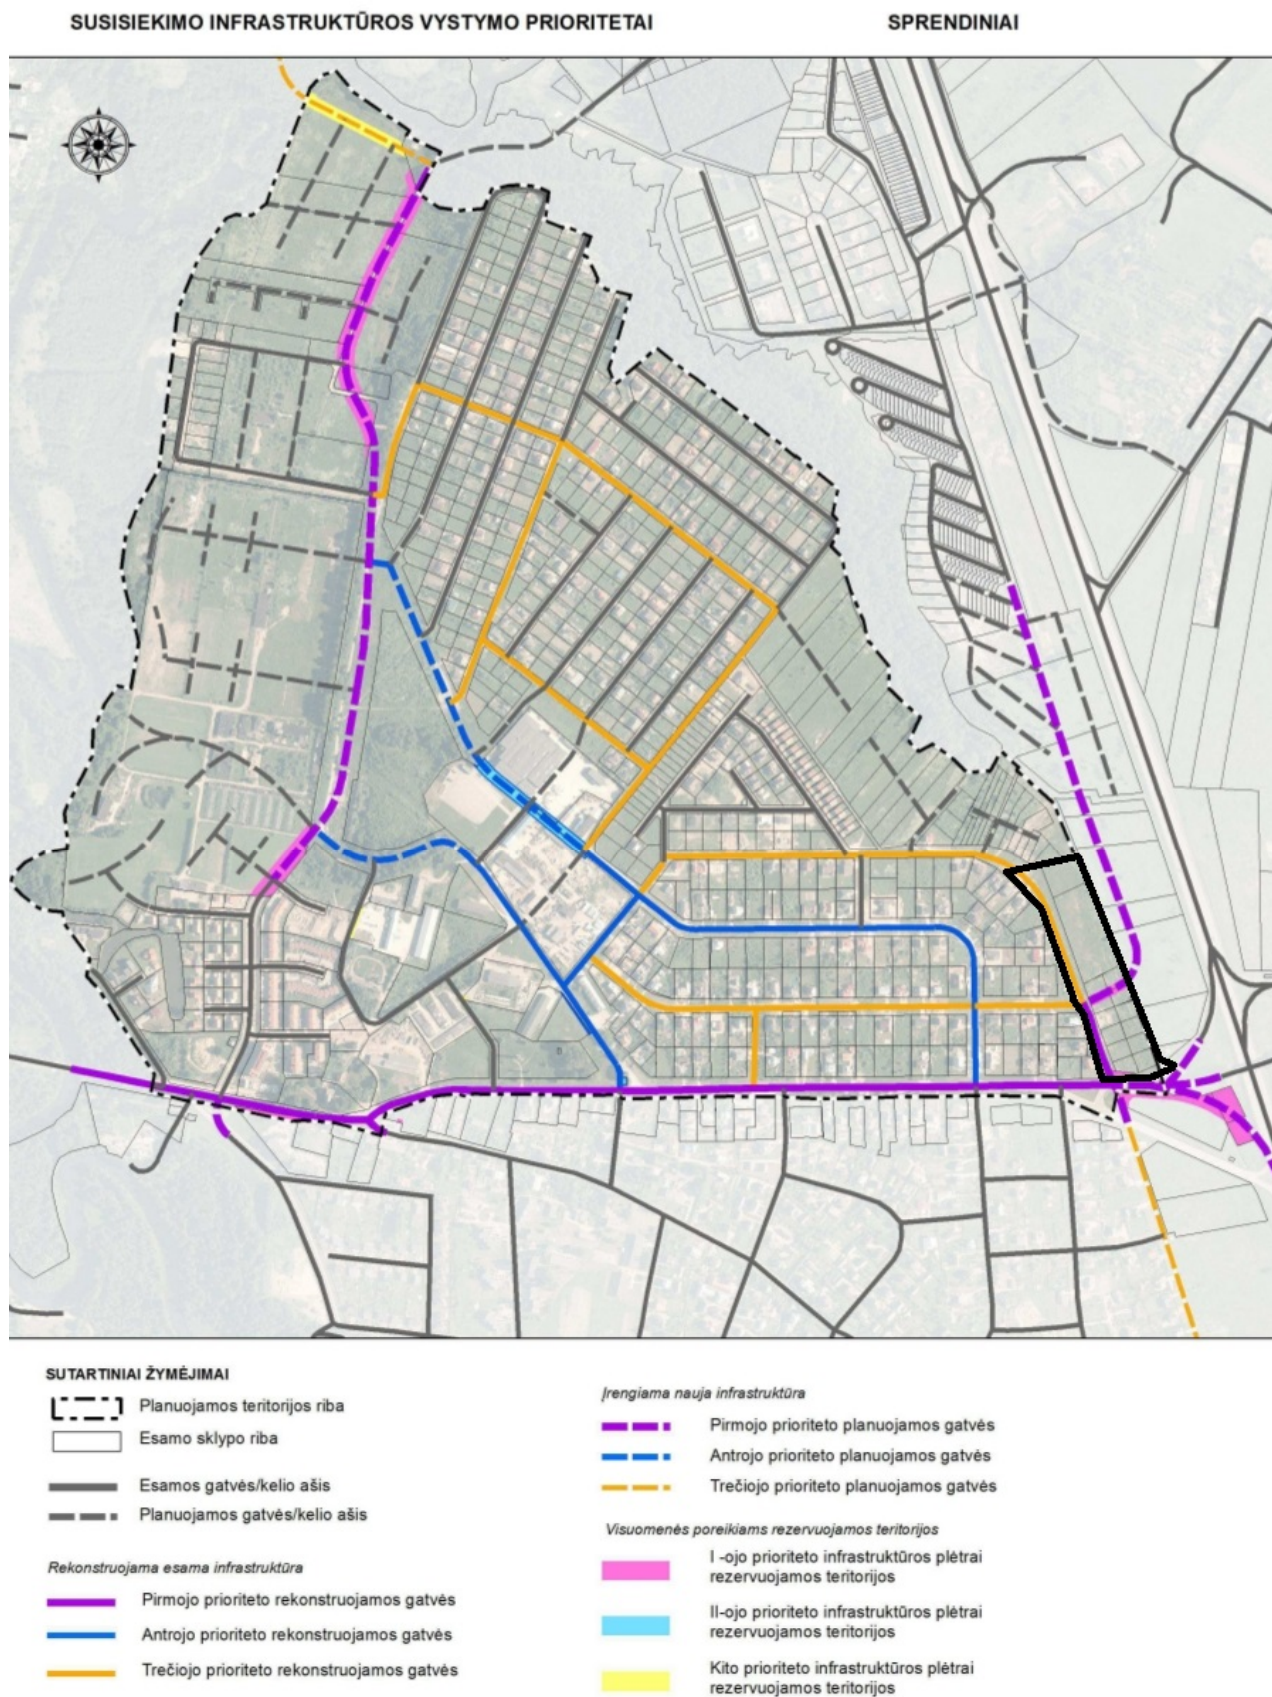 SUSISIEKIMO INFRASTRUKTŪROS VYSTYMO PRIORITETAI
SPRENDINIAI
SUTARTINIAI ŽYMĖJIMAI
Planuojamos teritorijos riba
Esamo sklypo riba
Esamos gatvės/kelio ašis
Planuojamos gatvės/kelio ašis
Rekonstruojama esama infrastruktūra
Pirmojo prioriteto rekonstruojamos gatvės
Antrojo prioriteto rekonstruojamos gatvės
Trečiojo prioriteto rekonstruojamos gatvės
Įrengiama nauja infrastruktūra
Pirmojo prioriteto planuojamos gatvės
Antrojo prioriteto planuojamos gatvės
Trečiojo prioriteto planuojamos gatvės
Visuomenės poreikiams rezervuojamos teritorijos
I -ojo prioriteto infrastruktūros plėtrai
rezervuojamos teritorijos
II-ojo prioriteto infrastruktūros plėtrai
rezervuojamos teritorijos
Kito prioriteto infrastruktūros plėtrai
rezervuojamos teritorijos